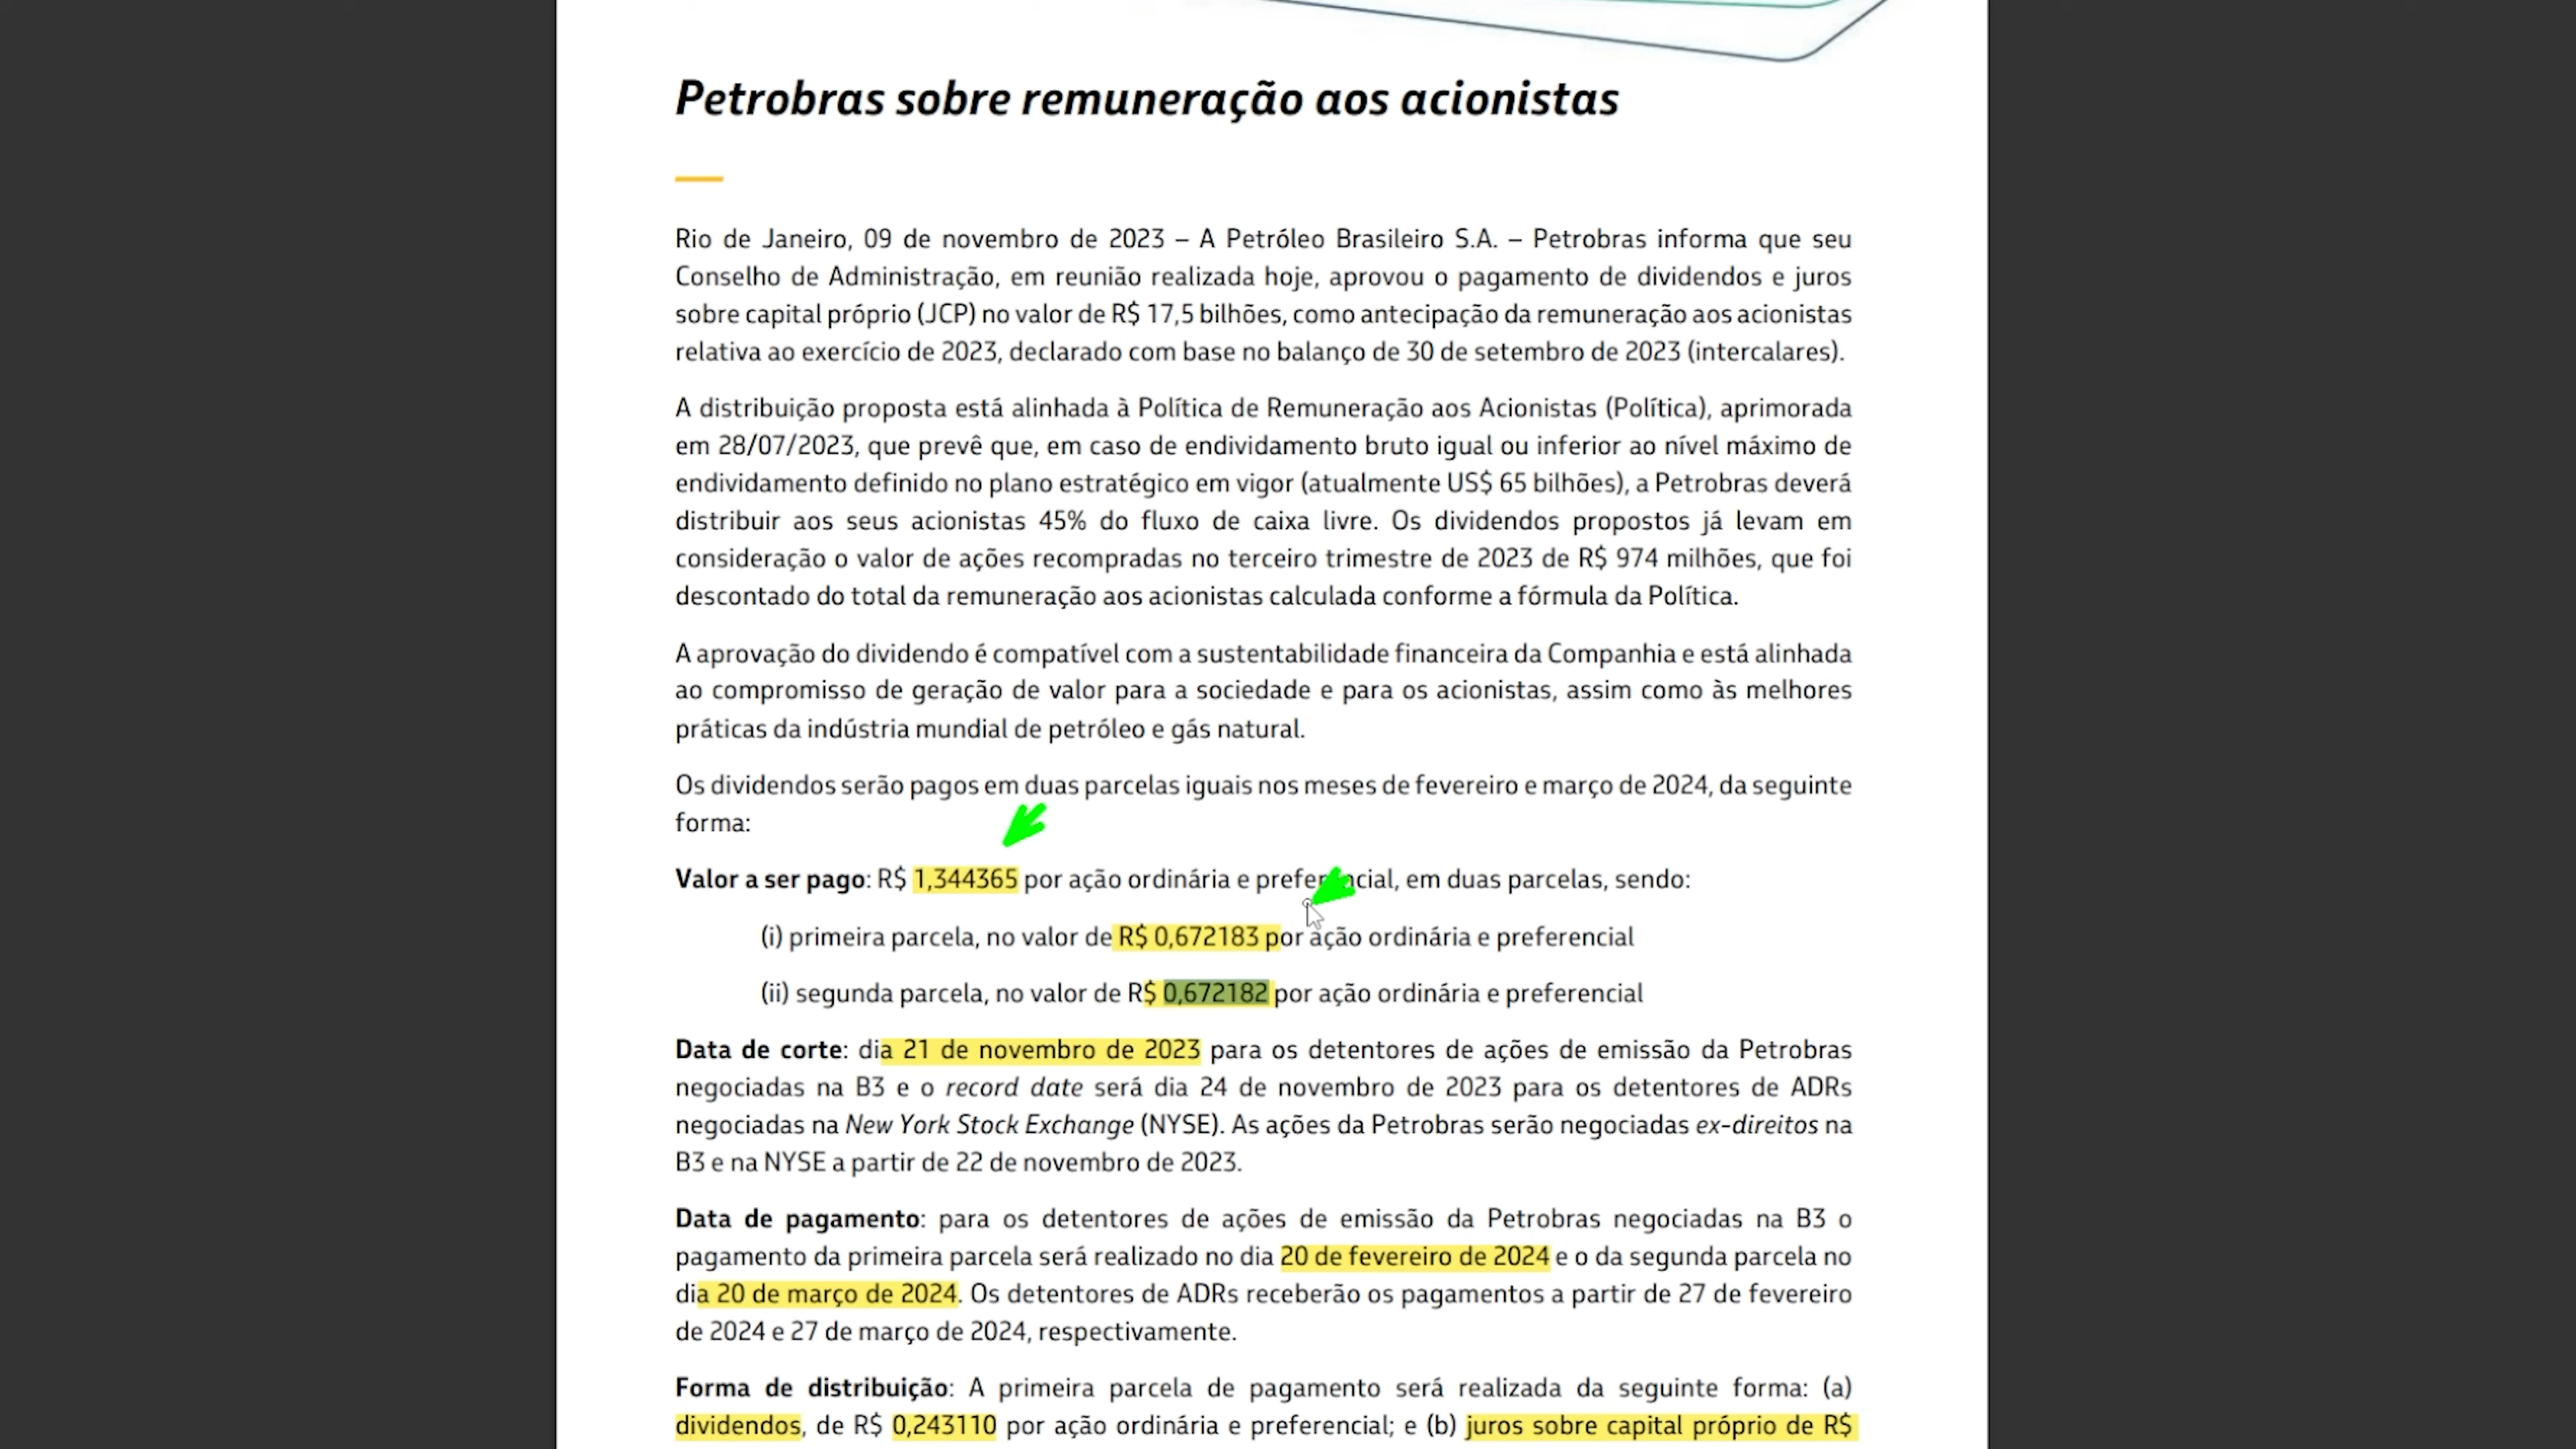 Petrobras sobre remuneração aos acionistas
Rio de Janeiro, 09 de novembro de 2023 – A Petróleo Brasileiro S.A. – Petrobras informa que seu
Conselho de Administração, em reunião realizada hoje, aprovou o pagamento de dividendos e juros
sobre capital próprio (JCP) no valor de R$ 17,5 bilhões, como antecipação da remuneração aos acionistas
relativa ao exercício de 2023, declarado com base no balanço de 30 de setembro de 2023 (intercalares).
A distribuição proposta está alinhada à Política de Remuneração aos Acionistas (Política), aprimorada
em 28/07/2023, que prevê que, em caso de endividamento bruto igual ou inferior ao nível máximo de
endividamento definido no plano estratégico em vigor (atualmente US$ 65 bilhões), a Petrobras deverá
distribuir aos seus acionistas 45% do fluxo de caixa livre. Os dividendos propostos já levam em
consideração o valor de ações recompradas no terceiro trimestre de 2023 de R$ 974 milhões, que foi
descontado do total da remuneração aos acionistas calculada conforme a fórmula da Política.
A aprovação do dividendo é compatível com a sustentabilidade financeira da Companhia e está alinhada
ao compromisso de geração de valor para a sociedade e para os acionistas, assim como às melhores
práticas da indústria mundial de petróleo e gás natural.
Os dividendos serão pagos em duas parcelas iguais nos meses de fevereiro e março de 2024, da seguinte
forma:
Valor a ser pago: R$ 1,344365 por ação ordinária e preferencial, em duas parcelas, sendo:
(i) primeira parcela, no valor de R$ 0,672183 por ação ordinária e preferencial
(ii) segunda parcela, no valor de R$ 0,672182 por ação ordinária e preferencial
Data de corte: dia 21 de novembro de 2023 para os detentores de ações de emissão da Petrobras
negociadas na B3 e o record date será dia 24 de novembro de 2023 para os detentores de ADRs
negociadas na New York Stock Exchange (NYSE). As ações da Petrobras serão negociadas ex-direitos na
B3 e na NYSE a partir de 22 de novembro de 2023.
Data de pagamento: para os detentores de ações de emissão da Petrobras negociadas na B3 o
pagamento da primeira parcela será realizado no dia 20 de fevereiro de 2024 e o da segunda parcela no
dia 20 de março de 2024. Os detentores de ADRs receberão os pagamentos a partir de 27 de fevereiro
de 2024 e 27 de março de 2024, respectivamente.
Forma de distribuição: A primeira parcela de pagamento será realizada da seguinte forma: (a)
dividendos, de R$ 0,243110 por ação ordinária e preferencial; e (b) juros sobre capital próprio de R$